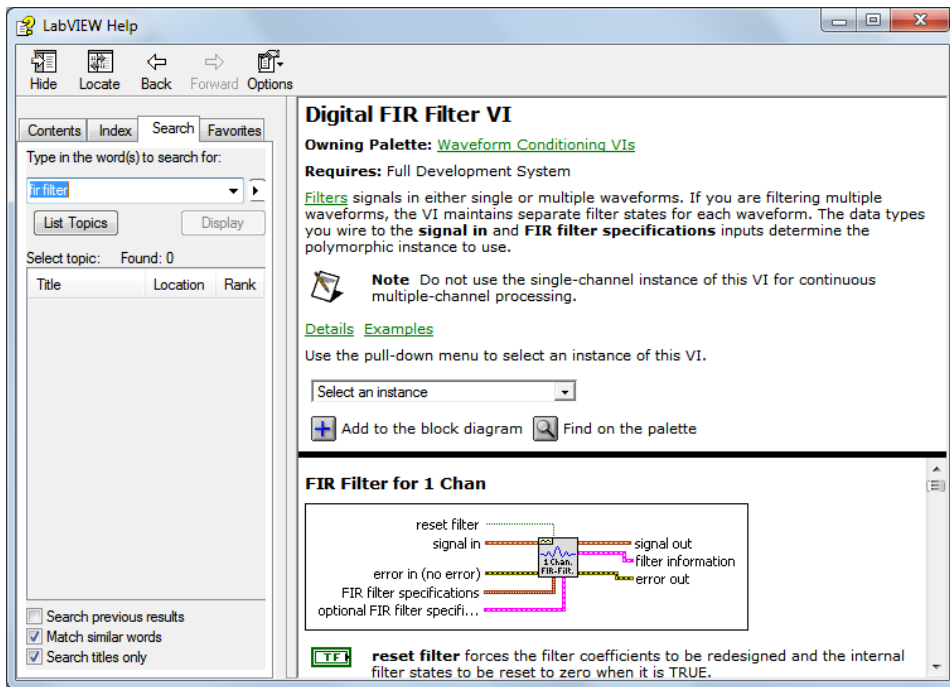 LabVIEW Help
Hide Locate Back Forward Options
Contents Index Search Favorites
Type in the word(s) to search for:
fir filter
List Topics Display
Select topic: Found: 0
Title Location Rank
Search previous results
Match similar words
Search titles only
Digital FIR Filter VI
Owning Palette: Waveform Conditioning VIs
Requires: Full Development System
Filters signals in either single or multiple waveforms. If you are filtering multiple
waveforms, the VI maintains separate filter states for each waveform. The data types
you wire to the signal in and FIR filter specifications inputs determine the
polymorphic instance to use.
Note Do not use the single-channel instance of this VI for continuous
multiple-channel processing.
Details Examples
Use the pull-down menu to select an instance of this VI.
Select an instance
Add to the block diagram Find on the palette
FIR Filter for 1 Chan
reset filter
signal in
error in (no error)
FIR filter specifications
optional FIR filter specifi...
1 Chan.
FIR-Filt.
signal out
filter information
error out
TF
reset filter forces the filter coefficients to be redesigned and the internal
filter states to be reset to zero when it is TRUE.